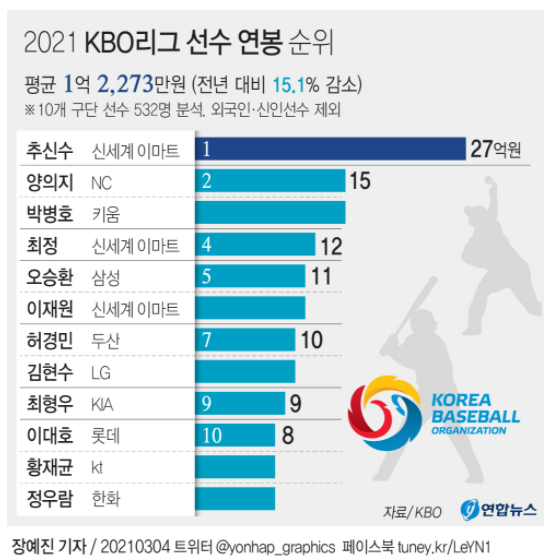 2021 KBO리그 선수 연봉 순위
평균 1억 2,273만원 (전년 대비 15.1% 감소)
※10개 구단 선수 532명 분석. 외국인·신인선수 제외
추신수 신세계 이마트 1 27억원
양의지 NC 2 15
박병호 키움
최정 신세계 이마트 4 12
오승환 삼성 5 11
이재원 신세계 이마트
허경민 두산 7 10
김현수 LG
최형우 KIA 9 9
이대호 롯데 10 8
황재균 kt
정우람 한화
KOREA
BASEBALL
ORGANIZATION
자료/KBO 연합뉴스
장예진 기자 / 20210304 트위터 @yonhap_graphics 페이스북 tuney.kr/LeYN1